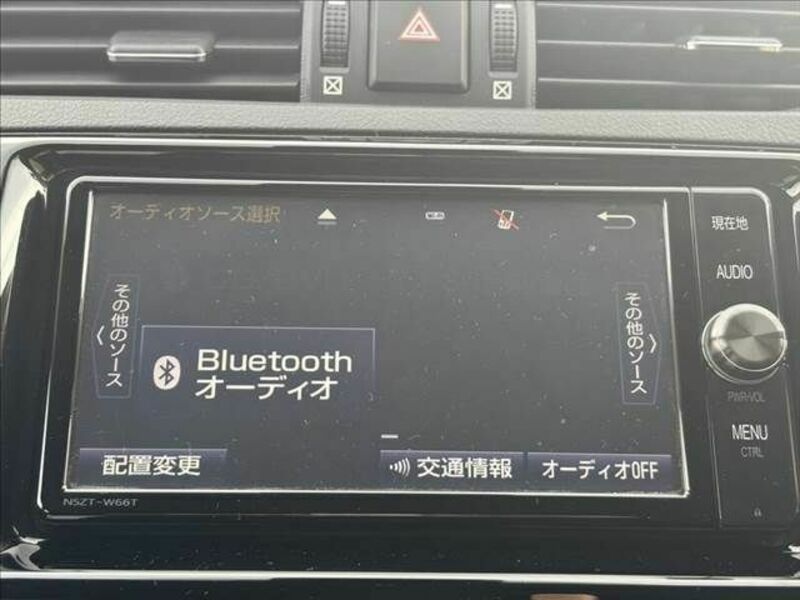 オーディオソース選択
現在地
AUDIO
その他のソース
その他のソース
Bluetooth
オーディオ
PWR•VOL
MENU
CTRL
配置変更
交通情報
オーディオOFF
NSZT-W66T